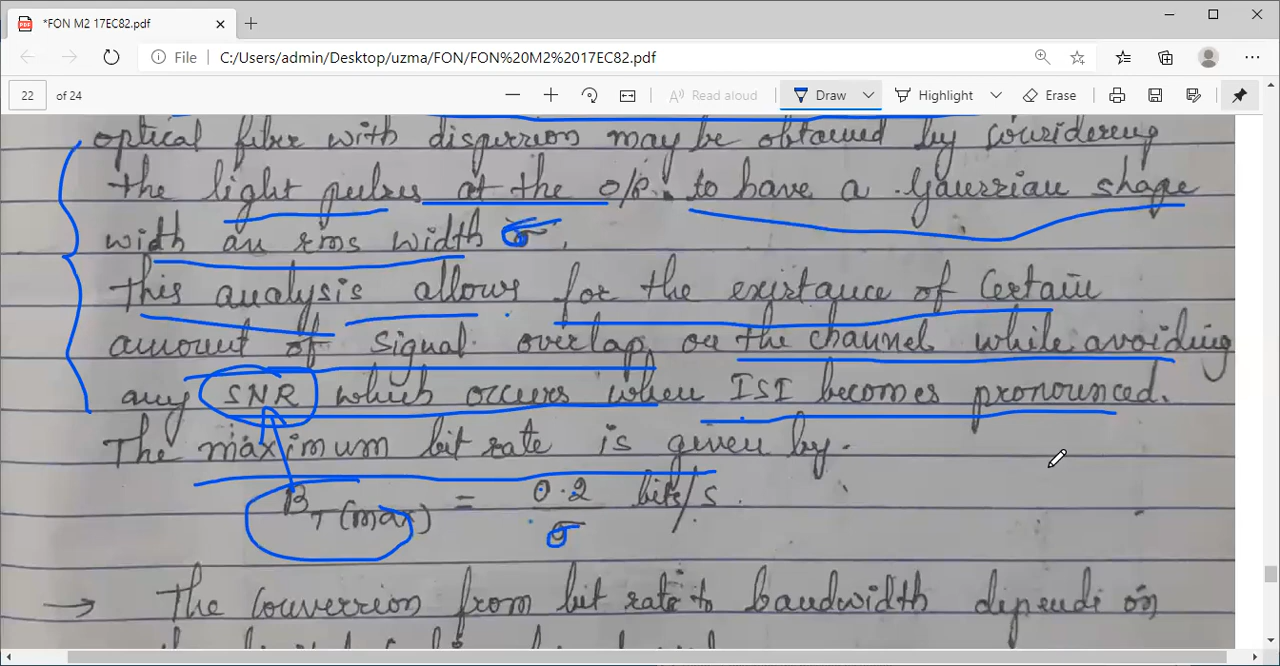 *FON M2 17EC82.pdf
File C:/Users/admin/Desktop/uzma/FON/FON%20M2%2017EC82.pdf
22 of 24 Read aloud Draw Highlight Erase
optical fiber with dispersion may be obtained by considering
the light pulses at the O/P. to have a Gaussian shape
with an rms width σ.
This analysis allows for the existance of certain
amount of signal overlap on the channel while avoiding
any SNR which occurs when ISI becomes pronounced.
The maximum bit rate is given by.
B_T(max) = 0.2/σ bits/s.
→ The conversion from bit rate to bandwidth depends on